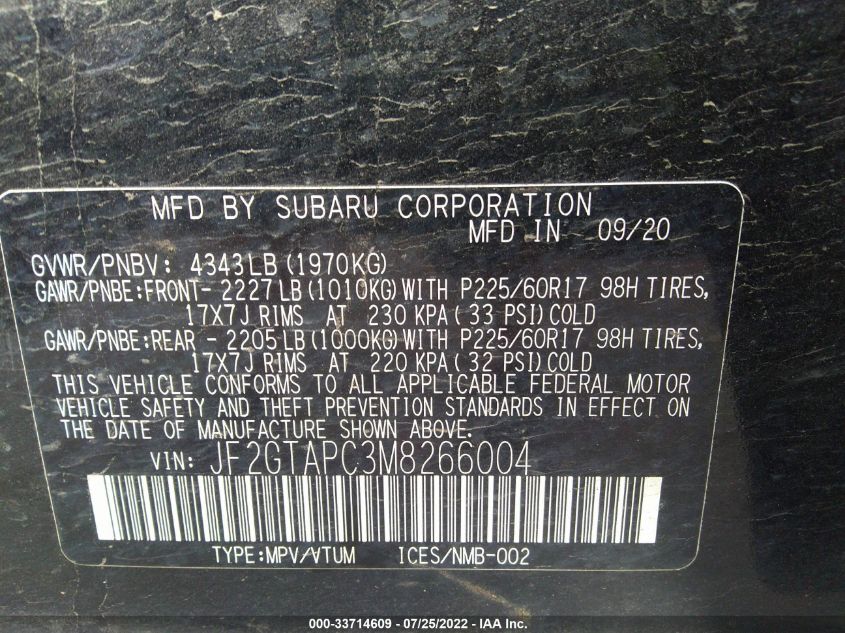 MFD BY SUBARU CORPORATION
MFD IN 09/20
GVWR/PNBV: 4343LB(1970KG)
GAWR/PNBE:FRONT- 2227LB(1010KG)WITH P225/60R17 98H TIRES,
17X7J RIMS AT 230 KPA(33 PSI)COLD
GAWR/PNBE:REAR - 2205LB(1000KG)WITH P225/60R17 98H TIRES,
17X7J RIMS AT 220 KPA(32 PSI)COLD
THIS VEHICLE CONFORMS TO ALL APPLICABLE FEDERAL MOTOR
VEHICLE SAFETY AND THEFT PREVENTION STANDARDS IN EFFECT ON
THE DATE OF MANUFACTURE SHOWN ABOVE.
VIN: JF2GTAPC3M8266004
TYPE:MPV/VTUM ICES/NMB-002
000-33714609 - 07/25/2022 - IAA Inc.